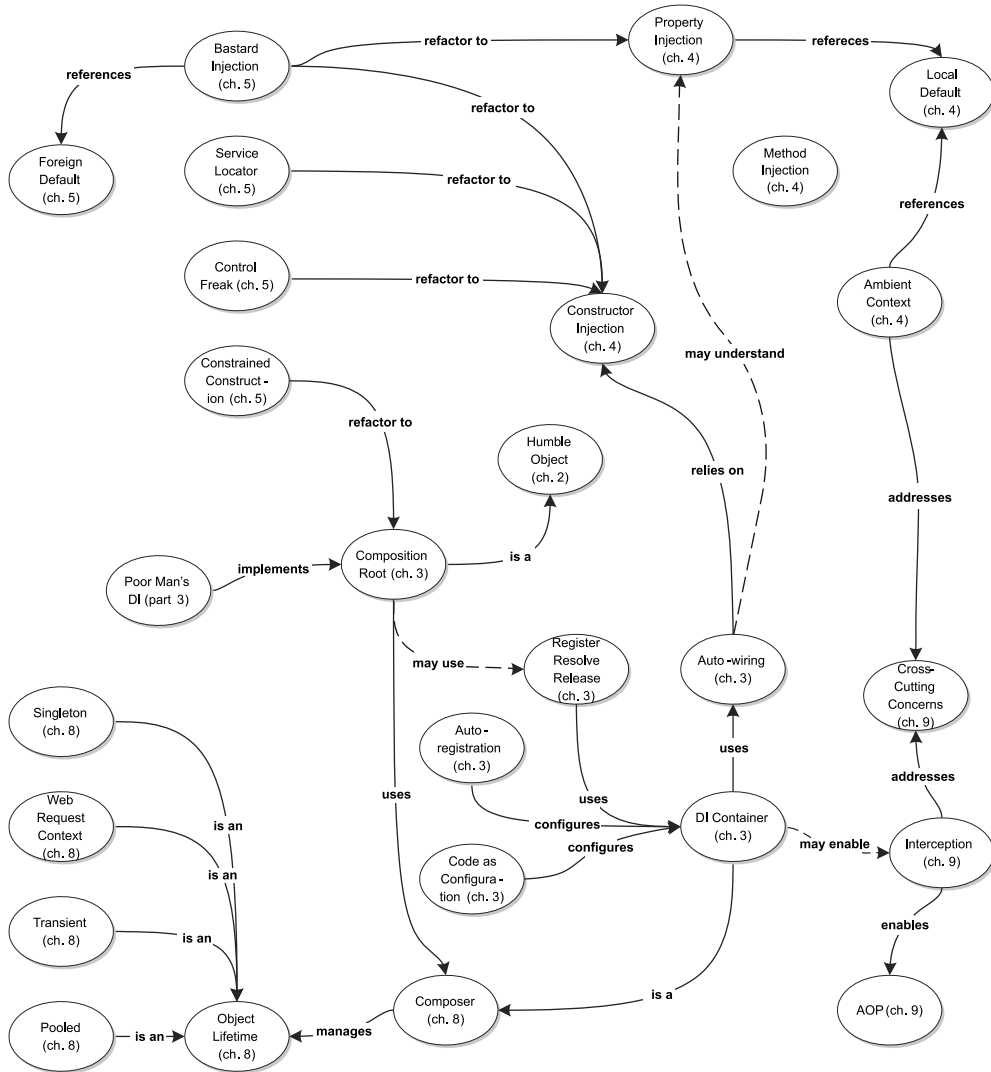 Bastard
Injection
(ch. 5)
refactor to
Property
Injection
(ch. 4)
refereces
Local
Default
(ch. 4)
references
refactor to
Foreign
Default
(ch. 5)
Service
Locator
(ch. 5)
refactor to
Method
Injection
(ch. 4)
references
Control
Freak (ch. 5)
refactor to
Ambient
Context
(ch. 4)
Constructor
Injection
(ch. 4)
may understand
Constrained
Construct -
ion (ch. 5)
refactor to
Humble
Object
(ch. 2)
relies on
addresses
Poor Man's
DI (part 3)
implements
Composition
Root (ch. 3)
is a
may use
Register
Resolve
Release
(ch. 3)
Auto -wiring
(ch. 3)
Cross-
Cutting
Concerns
(ch. 9)
Singleton
(ch. 8)
Auto-
registration
(ch. 3)
uses
addresses
uses
uses
Web
Request
Context
(ch. 8)
is an
configures
DI Container
(ch. 3)
configures
may enable
Interception
(ch. 9)
Code as
Configura -
tion (ch. 3)
is an
Transient
(ch. 8)
is an
enables
Pooled
(ch. 8)
is an
Object
Lifetime
(ch. 8)
manages
Composer
(ch. 8)
is a
AOP (ch. 9)